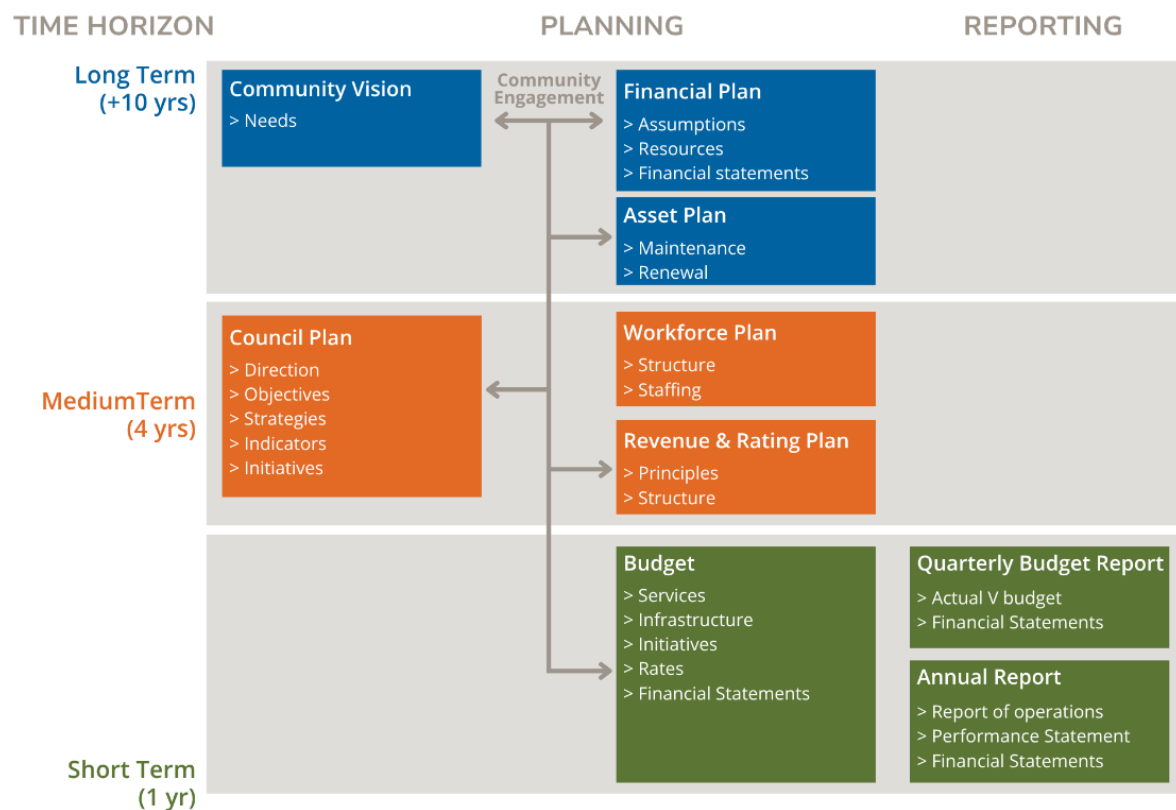 TIME HORIZON
PLANNING
REPORTING
Long Term
(+10 yrs)
Community Vision
> Needs
Community
Engagement
Financial Plan
> Assumptions
> Resources
> Financial statements
Asset Plan
> Maintenance
> Renewal
MediumTerm
(4 yrs)
Council Plan
> Direction
> Objectives
> Strategies
> Indicators
> Initiatives
Workforce Plan
> Structure
> Staffing
Revenue & Rating Plan
> Principles
> Structure
Short Term
(1 yr)
Budget
> Services
> Infrastructure
> Initiatives
> Rates
> Financial Statements
Quarterly Budget Report
> Actual V budget
> Financial Statements
Annual Report
> Report of operations
> Performance Statement
> Financial Statements